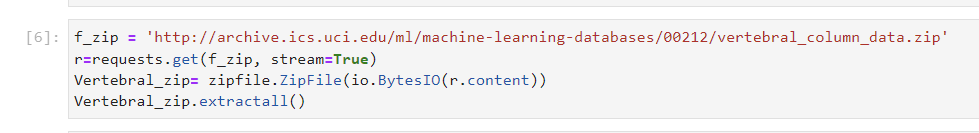 [6]: f_zip = 'http://archive.ics.uci.edu/ml/machine-learning-databases/00212/vertebral_column_data.zip'
r=requests.get(f_zip, stream=True)
Vertebral_zip= zipfile.ZipFile(io.BytesIO(r.content))
Vertebral_zip.extractall()